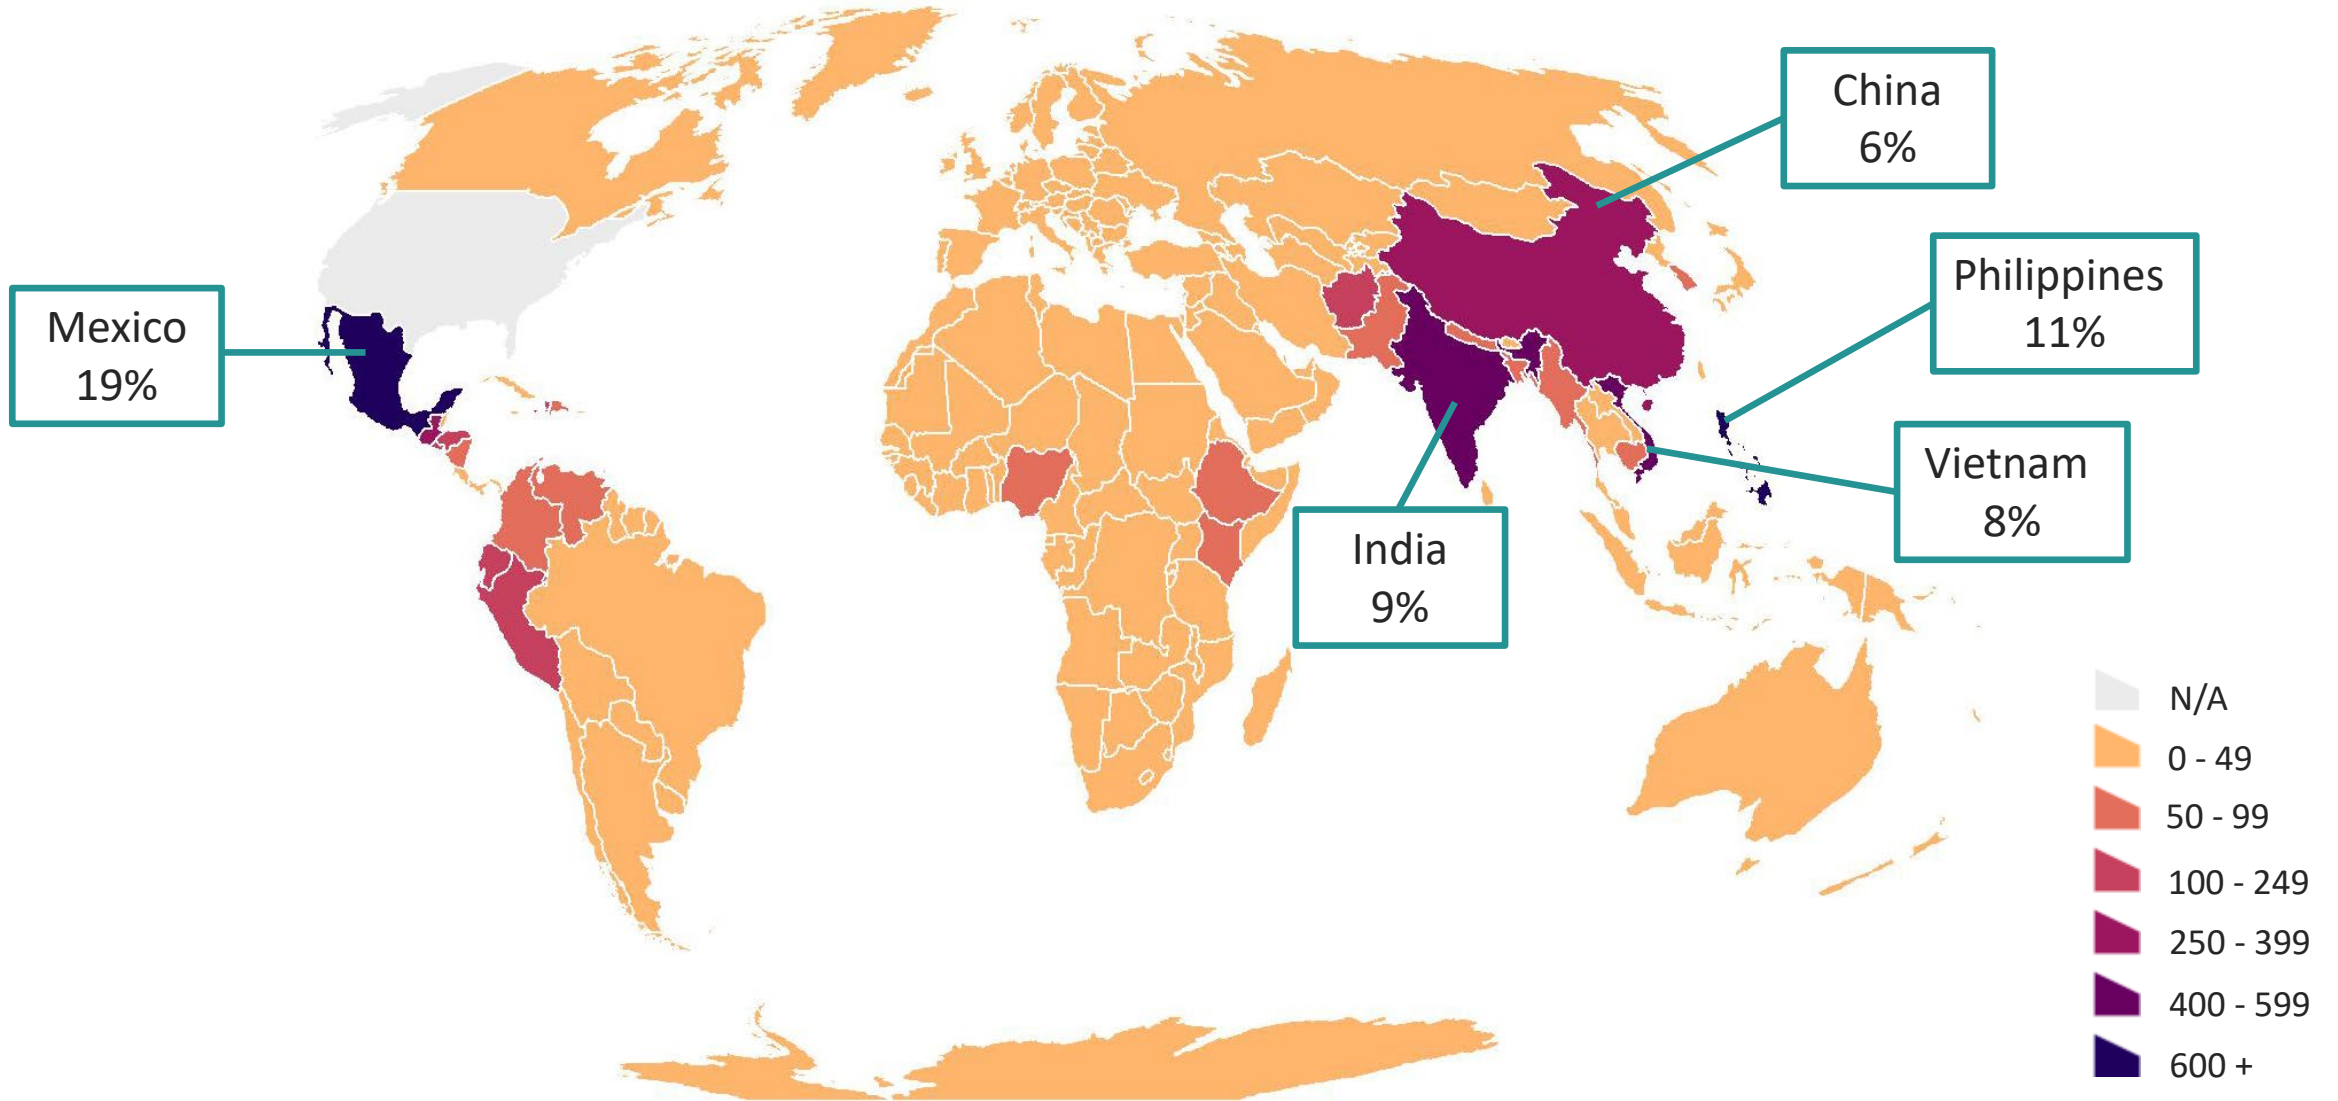 China
6%
Philippines
11%
Mexico
19%
Vietnam
8%
India
9%
N/A
0 - 49
50 - 99
100 - 249
250 - 399
400 - 599
600 +